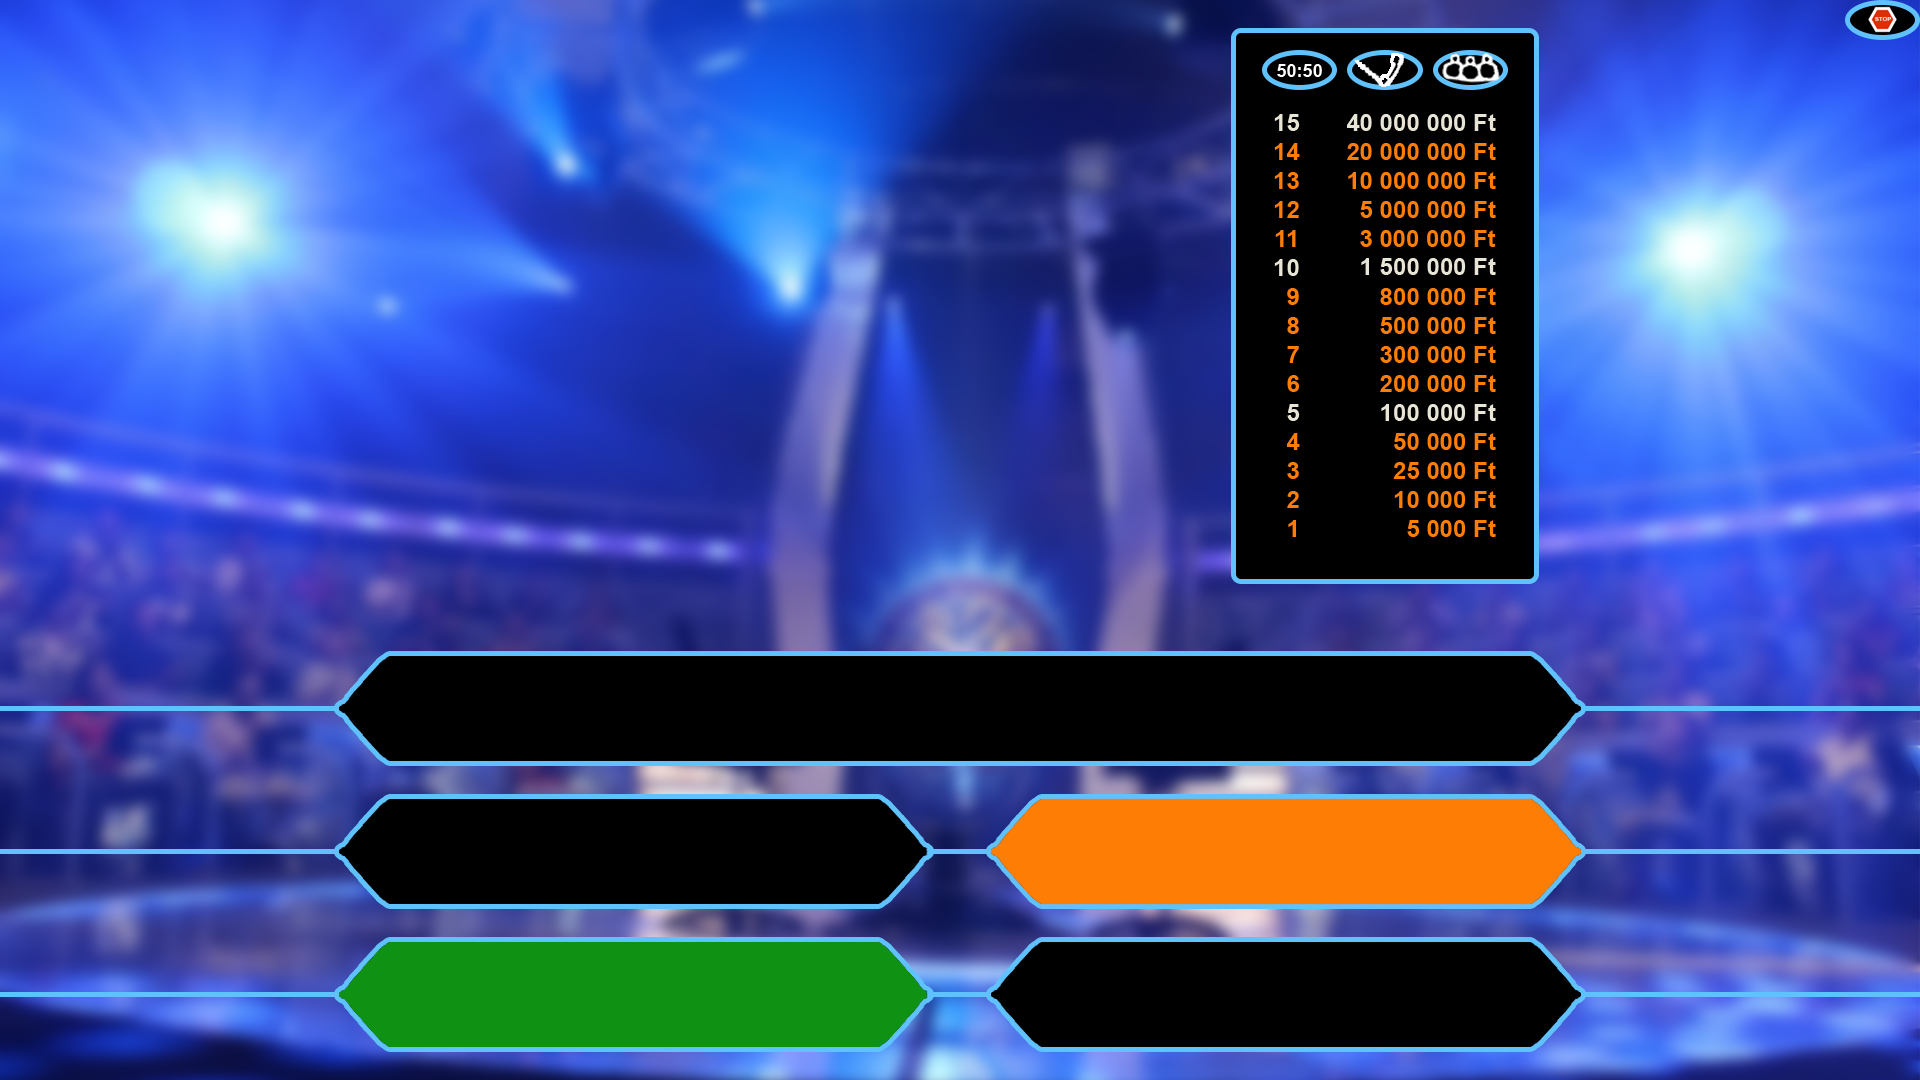 STOP
50:50
15 40 000 000 Ft
14 20 000 000 Ft
13 10 000 000 Ft
12 5 000 000 Ft
11 3 000 000 Ft
10 1 500 000 Ft
9 800 000 Ft
8 500 000 Ft
7 300 000 Ft
6 200 000 Ft
5 100 000 Ft
4 50 000 Ft
3 25 000 Ft
2 10 000 Ft
1 5 000 Ft